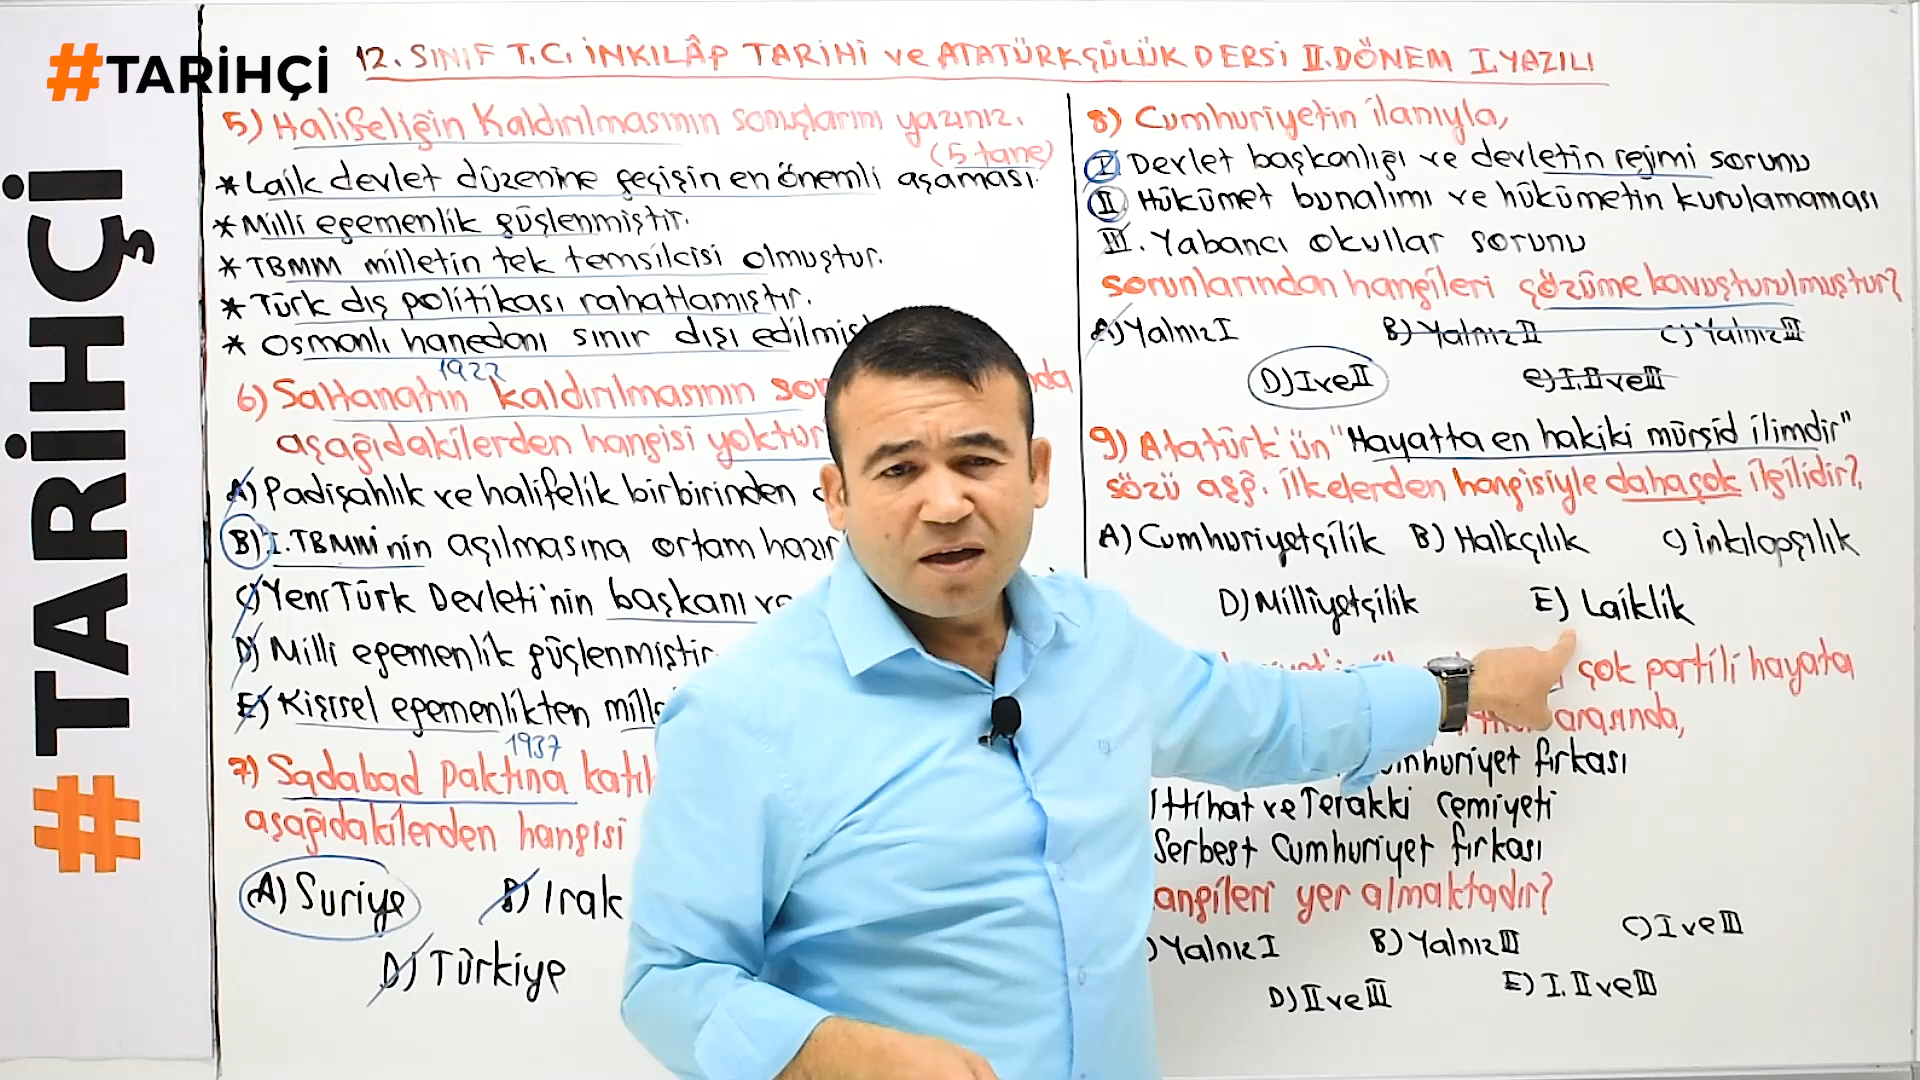 #TARİHÇİ
#TARİHÇİ
12. SINIF T.C. İNKILÂP TARİHİ ve ATATÜRKÇÜLÜK DERSİ II. DÖNEM I. YAZILI
5) Halifeliğin Kaldırılmasının sonuçlarını yazınız.
(5 tane)
* Laik devlet düzenine geçişin en önemli aşaması.
* Milli egemenlik güçlenmiştir.
* TBMM milletin tek temsilcisi olmuştur.
* Türk dış politikası rahatlamıştır.
* Osmanlı hanedanı sınır dışı edilmiş
1922
6) Saltanatın kaldırılmasının
aşağıdakilerden hangisi yoktur
A) Padişahlık ve halifelik birbirinden
B) I. TBMM'nin açılmasına ortam
C) Yeni Türk Devleti'nin başkanı ve
D) Milli egemenlik güçlenmiştir
E) Kişisel egemenlikten
1937
7) Sadabad Paktına
aşağıdakilerden hangisi
A) Suriye B) Irak
D) Türkiye
8) Cumhuriyetin ilanıyla,
I. Devlet başkanlığı ve devletin rejimi sorunu
II. Hükümet bunalımı ve hükümetin kurulamaması
III. Yabancı okullar sorunu
sorunlarından hangileri çözüme kavuşturulmuştur?
A) Yalnız I B) Yalnız II C) Yalnız III
D) I ve II E) I. II ve III
9) Atatürk'ün "Hayatta en hakiki mürşid ilimdir"
sözü aşğ. ilkelerden hangisiyle daha çok ilgilidir?
A) Cumhuriyetçilik B) Halkçılık C) İnkılapçılık
D) Milliyetçilik E) Laiklik
çok partili hayata
arasında,
Cumhuriyet fırkası
İttihat ve Terakki Cemiyeti
Serbest Cumhuriyet fırkası
hangileri yer almaktadır?
) Yalnız I B) Yalnız III C) I ve III
D) II ve III E) I. II ve III